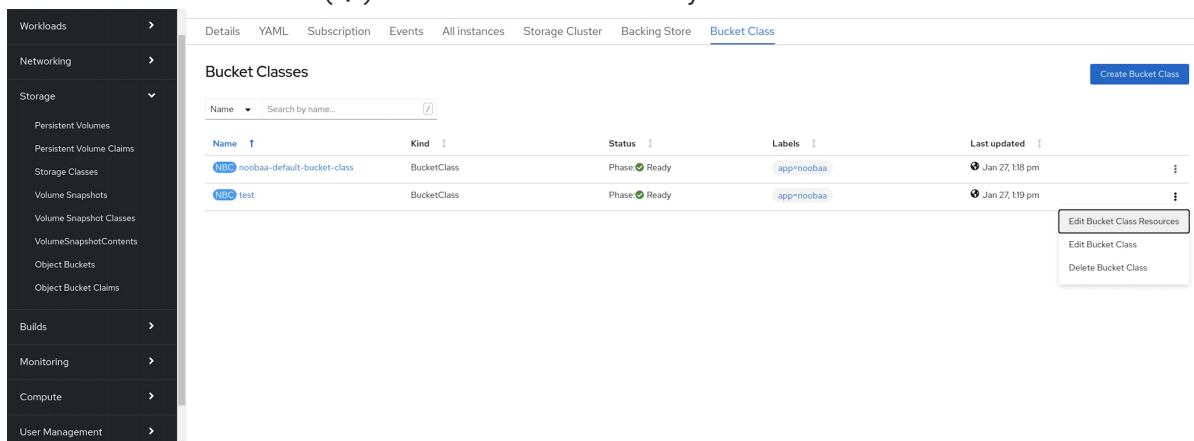 Workloads
Networking
Storage
Persistent Volumes
Persistent Volume Claims
Storage Classes
Volume Snapshots
Volume Snapshot Classes
VolumeSnapshotContents
Object Buckets
Object Bucket Claims
Builds
Monitoring
Compute
User Management
Details YAML Subscription Events All instances Storage Cluster Backing Store Bucket Class
Bucket Classes
Create Bucket Class
Name Search by name... /
Name Kind Status Labels Last updated
NBC noobaa-default-bucket-class BucketClass Phase: Ready app=noobaa Jan 27, 1:18 pm
NBC test BucketClass Phase: Ready app=noobaa Jan 27, 1:19 pm
Edit Bucket Class Resources
Edit Bucket Class
Delete Bucket Class